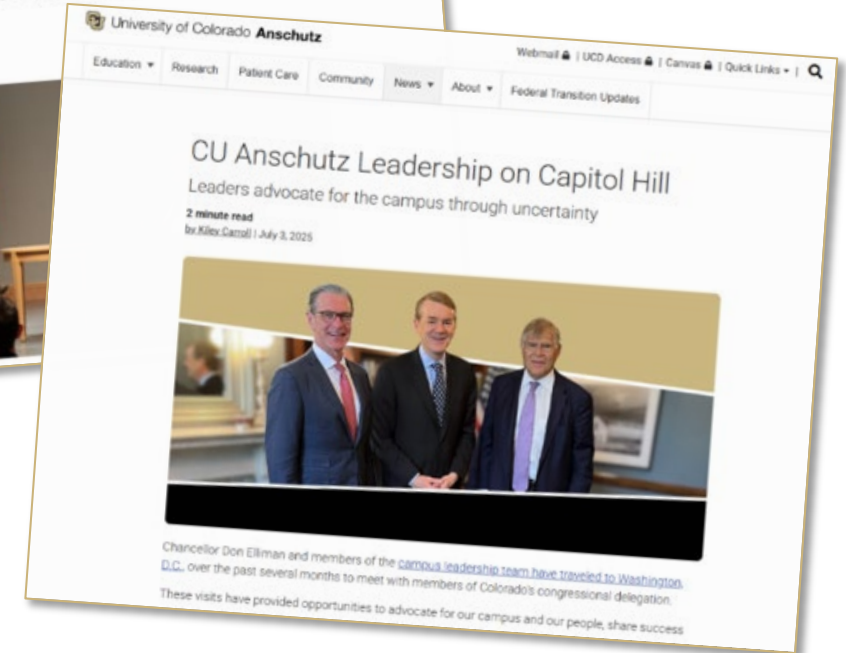 University of Colorado Anschutz
Webmail | UCD Access | Canvas | Quick Links |
Education Research Patient Care Community News About Federal Transition Updates
CU Anschutz Leadership on Capitol Hill
Leaders advocate for the campus through uncertainty
2 minute read
by Kiley Carroll | July 3, 2025
Chancellor Don Elliman and members of the campus leadership team have traveled to Washington,
D.C., over the past several months to meet with members of Colorado's congressional delegation.
These visits have provided opportunities to advocate for our campus and our people, share success